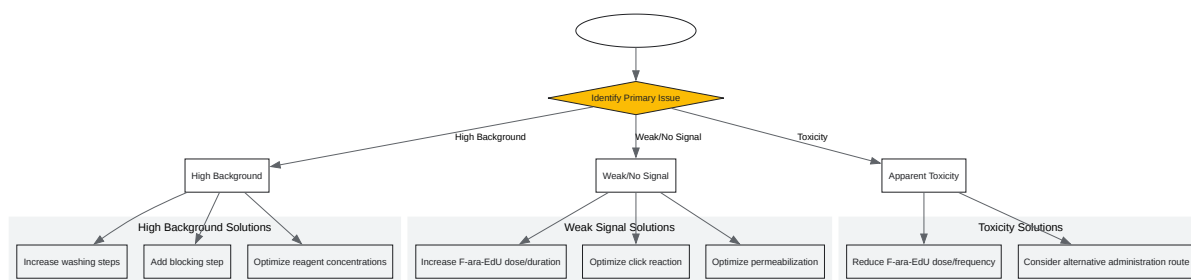 Identify Primary Issue
High Background
Weak/No Signal
Toxicity
High Background
Weak/No Signal
Apparent Toxicity
High Background Solutions
Weak Signal Solutions
Toxicity Solutions
Increase washing steps
Add blocking step
Optimize reagent concentrations
Increase F-ara-EdU dose/duration
Optimize click reaction
Optimize permeabilization
Reduce F-ara-EdU dose/frequency
Consider alternative administration route